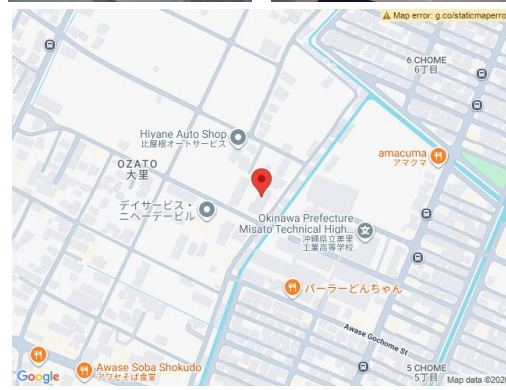 Map error: g.co/staticmaperro
6 CHOME
6丁目
Hiyane Auto Shop
比屋根オートサービス
amacuma
アマクマ
OZATO
大里
デイサービス・
ニヘーデービル
Okinawa Prefecture
Misato Technical High...
沖縄県立美里
工業高等学校
パーラーどんちゃん
Awase Gochome St
Awase Soba Shokudo
アワセそば食堂
5 CHOME
5丁目
Google
Map data ©2026